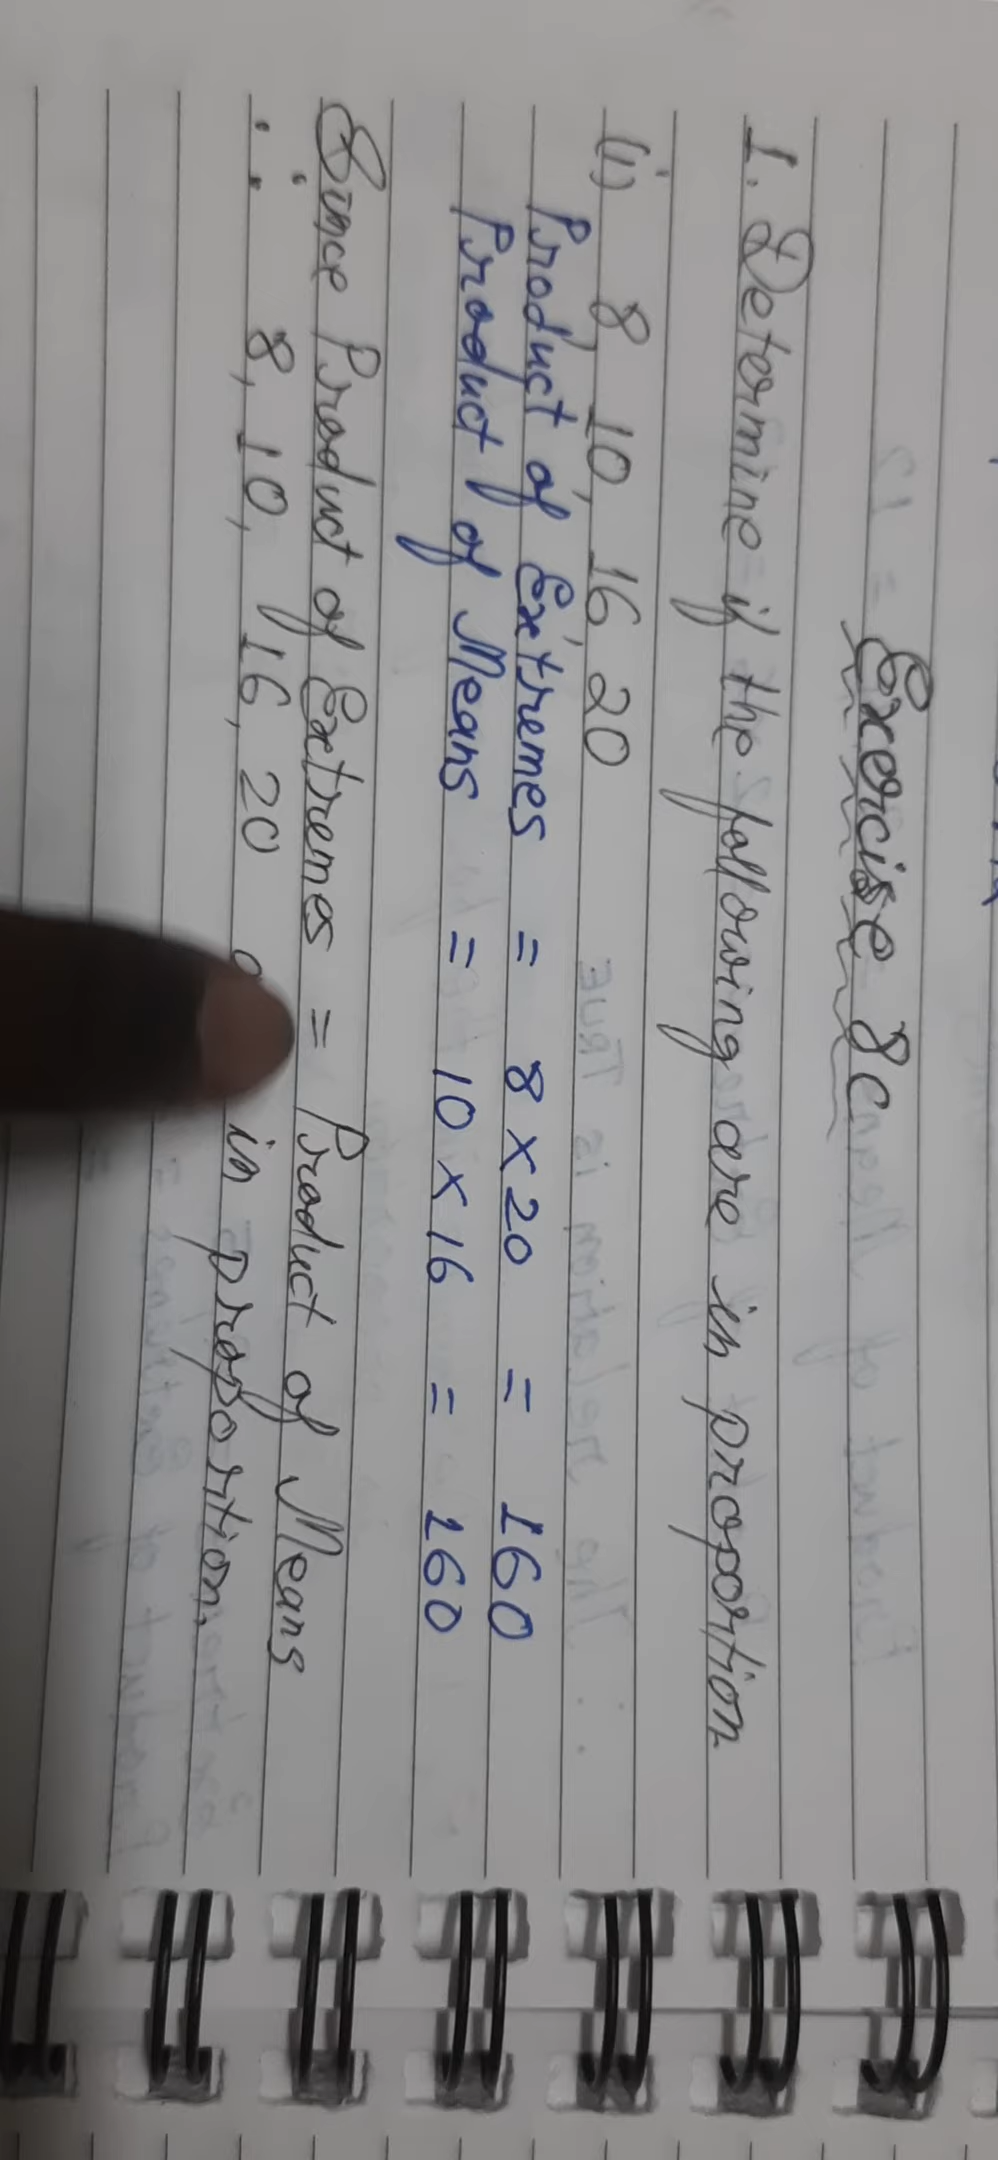 Exercise 8c
1. Determine if the following are in proportion
(i) 8, 10, 16 20
Product of Extremes = 8 × 20 = 160
Product of Means = 10 × 16 = 160
Since Product of Extremes = Product of Means
∴ 8, 10, 16, 20 in proportion.